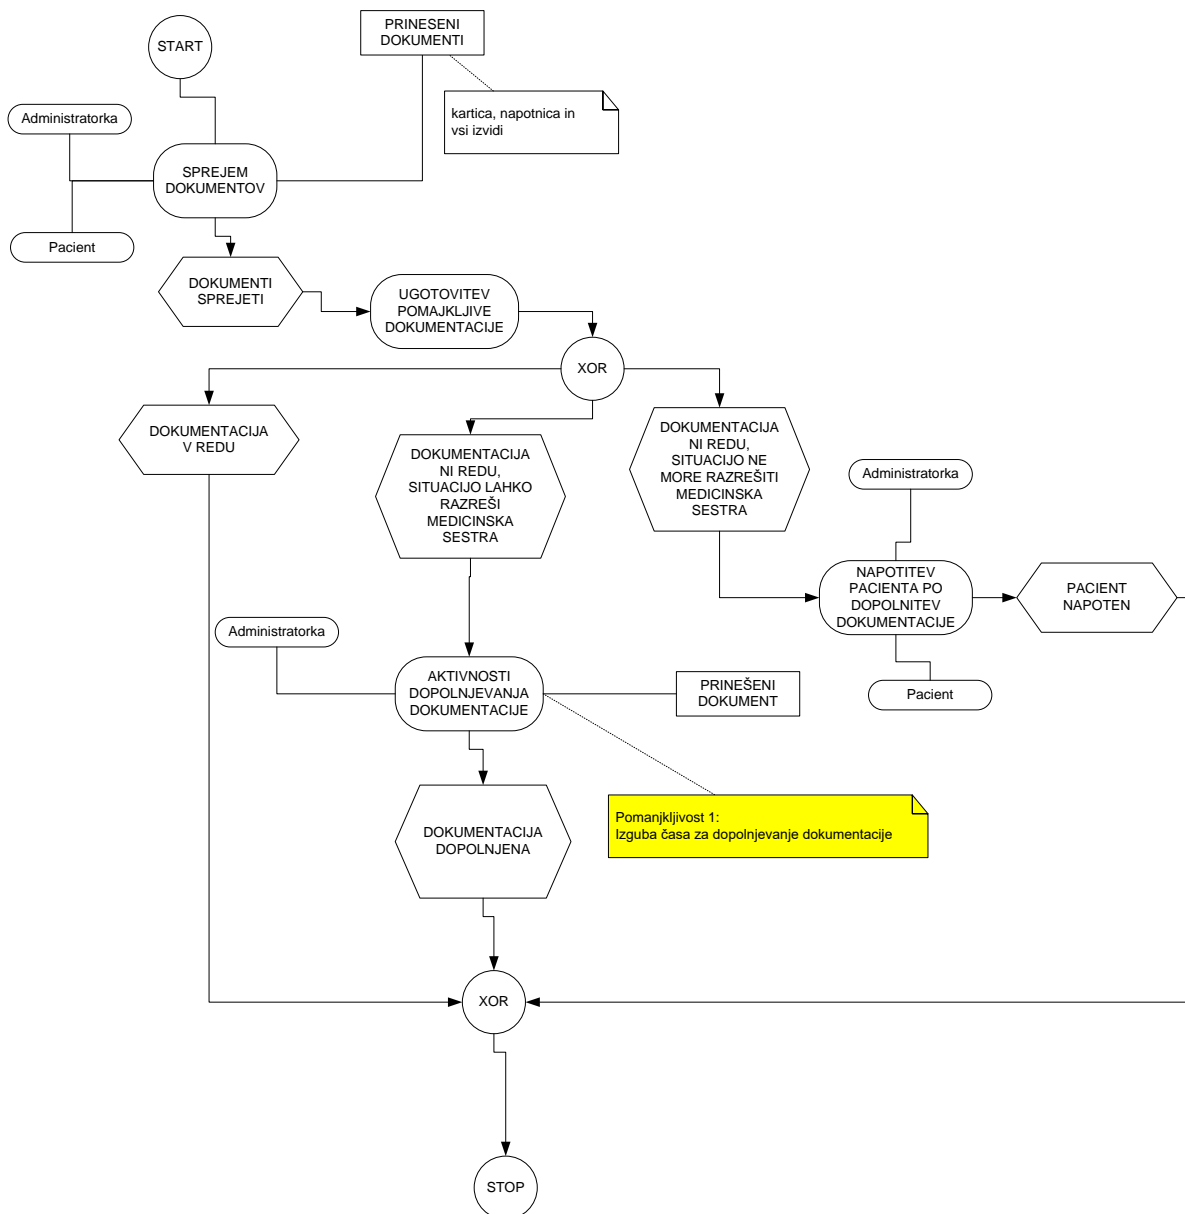 START
PRINESENI
DOKUMENTI
kartica, napotnica in
vsi izvidi
Administratorka
SPREJEM
DOKUMENTOV
Pacient
DOKUMENTI
SPREJETI
UGOTOVITEV
POMAJKLJIVE
DOKUMENTACIJE
XOR
DOKUMENTACIJA
V REDU
DOKUMENTACIJA
NI REDU,
SITUACIJO LAHKO
RAZREŠI
MEDICINSKA
SESTRA
DOKUMENTACIJA
NI REDU,
SITUACIJO NE
MORE RAZREŠITI
MEDICINSKA
SESTRA
Administratorka
NAPOTITEV
PACIENTA PO
DOPOLNITEV
DOKUMENTACIJE
PACIENT
NAPOTEN
Pacient
Administratorka
AKTIVNOSTI
DOPOLNJEVANJA
DOKUMENTACIJE
PRINEŠENI
DOKUMENT
Pomanjkljivost 1:
Izguba časa za dopolnjevanje dokumentacije
DOKUMENTACIJA
DOPOLNJENA
XOR
STOP